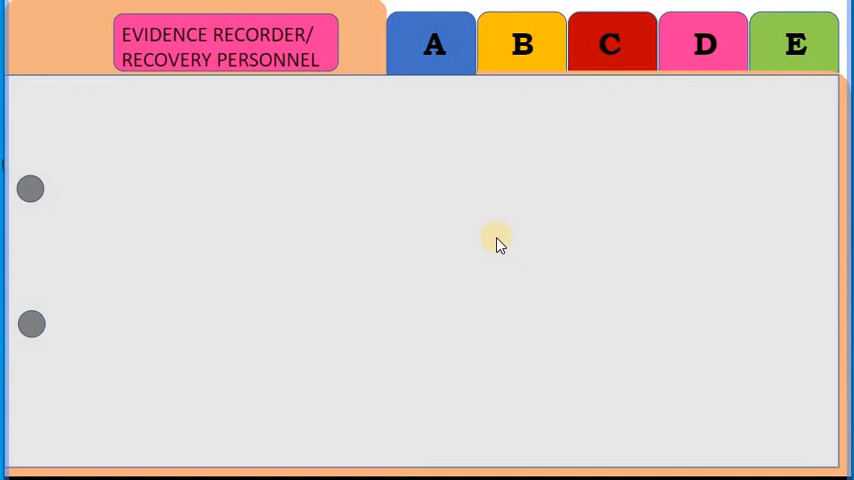 EVIDENCE RECORDER/
RECOVERY PERSONNEL
A B C D E